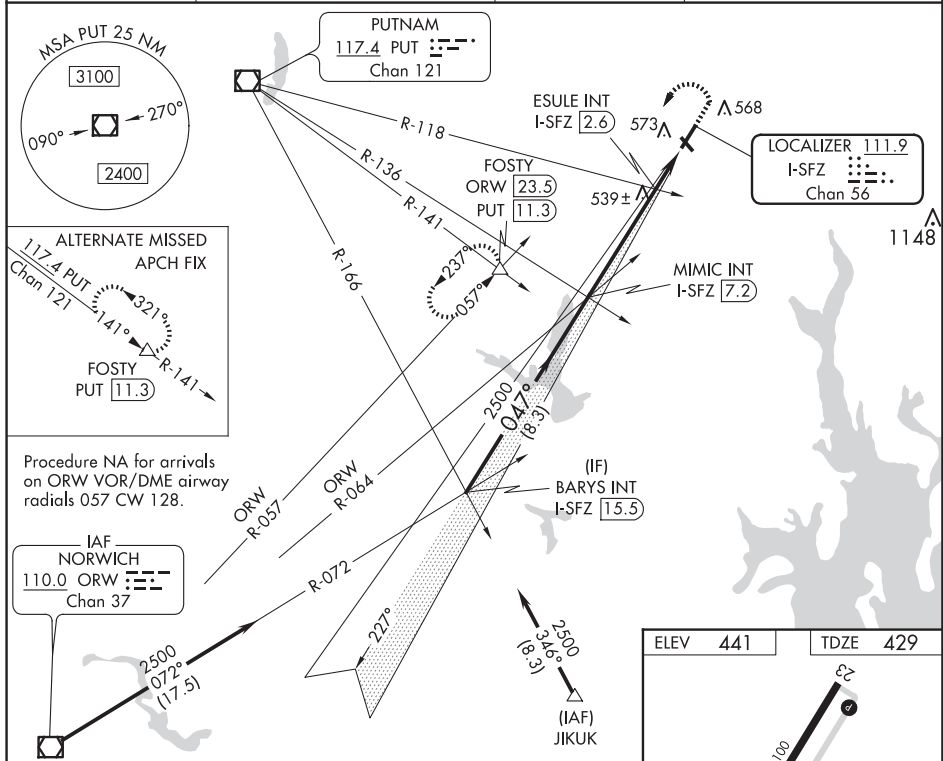 MSA PUT 25 NM
3100
090°
270°
2400
PUTNAM
117.4 PUT
Chan 121
R-118
R-136
R-141
R-166
ESULE INT
I-SFZ 2.6
573
568
539±
LOCALIZER 111.9
I-SFZ
Chan 56
1148
FOSTY
ORW 23.5
PUT 11.3
237°
057°
MIMIC INT
I-SFZ 7.2
ALTERNATE MISSED
APCH FIX
117.4 PUT
Chan 121
321°
141°
R-141
FOSTY
PUT 11.3
2500
047°
(8.3)
Procedure NA for arrivals
on ORW VOR/DME airway
radials 057 CW 128.
ORW
R-057
ORW
R-064
(IF)
BARYS INT
I-SFZ 15.5
IAF
NORWICH
110.0 ORW
Chan 37
R-072
227°
2500
072°
(17.5)
2500
346°
(8.3)
(IAF)
JIKUK
ELEV 441
TDZE 429
23
P
100